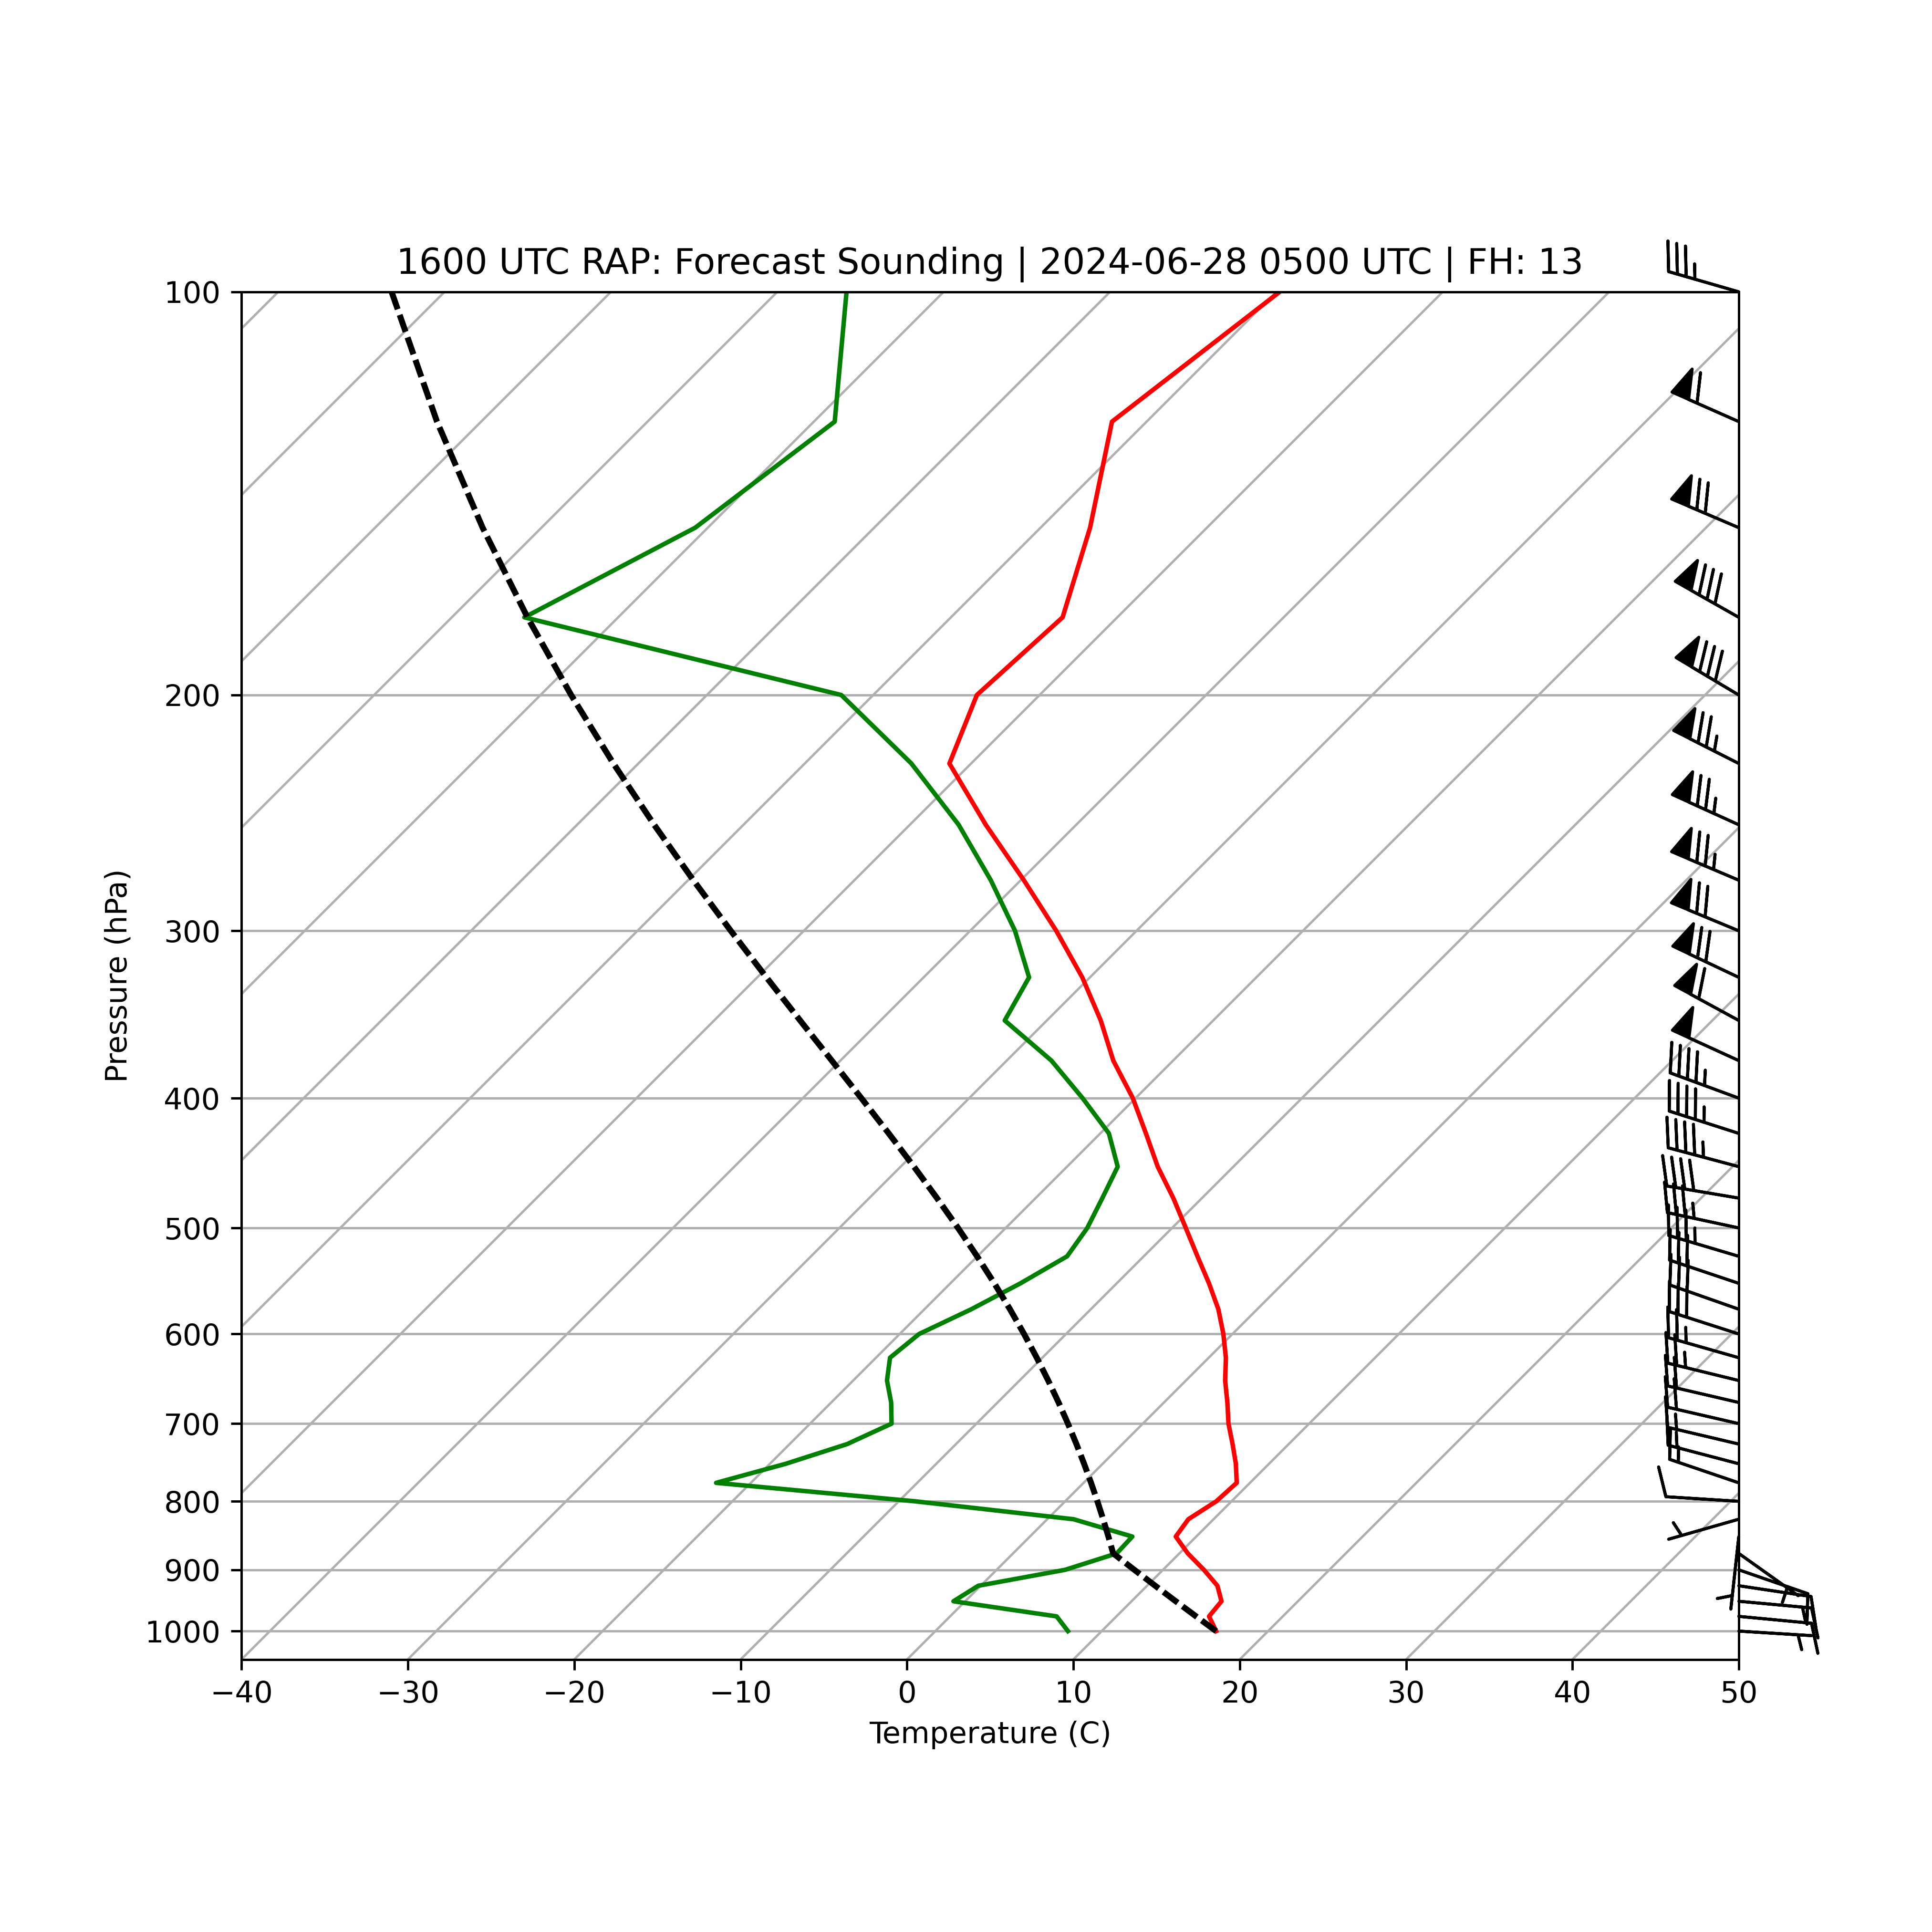 1600 UTC RAP: Forecast Sounding | 2024-06-28 0500 UTC | FH: 13
100
200
300
400
500
600
700
800
900
1000
Pressure (hPa)
−40 −30 −20 −10 0 10 20 30 40 50
Temperature (C)